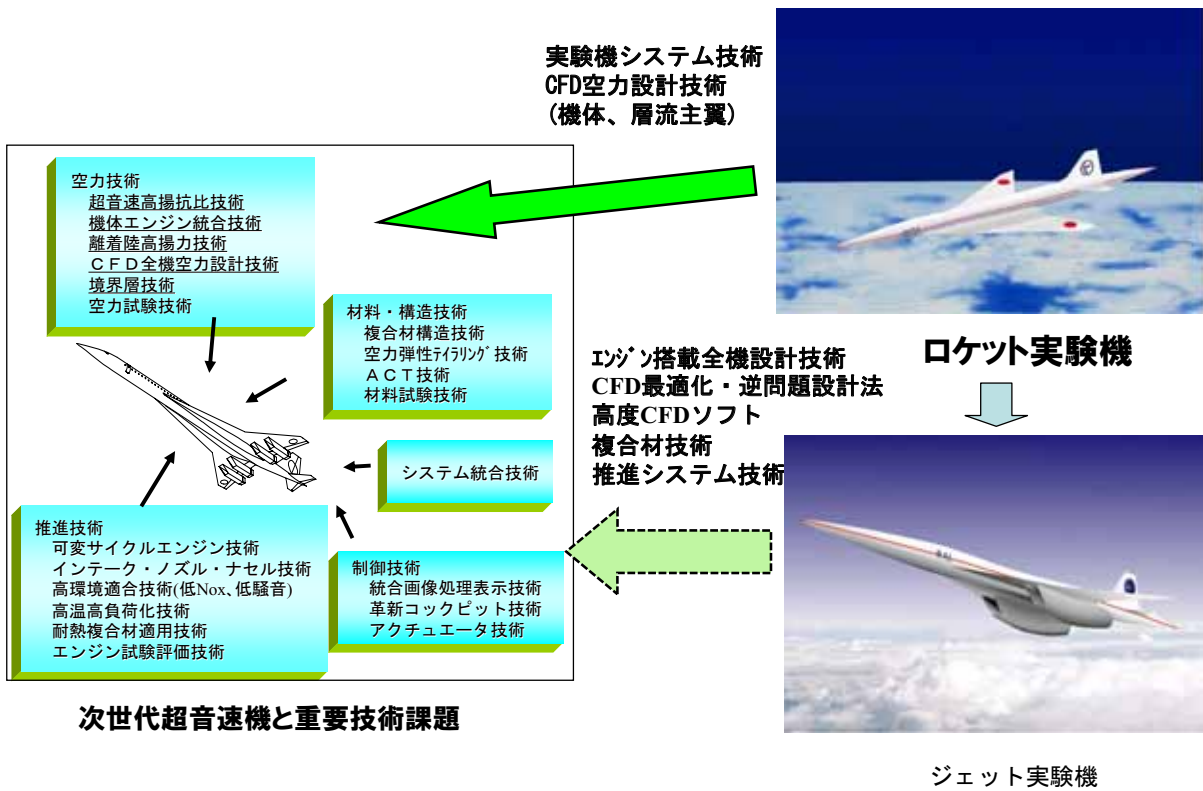 実験機システム技術
CFD空力設計技術
(機体、層流主翼)
空力技術
超音速高揚抗比技術
機体エンジン統合技術
離着陸高揚力技術
ＣＦＤ全機空力設計技術
境界層技術
空力試験技術
材料・構造技術
複合材構造技術
空力弾性ﾃｲﾗﾘﾝｸﾞ技術
ＡＣＴ技術
材料試験技術
システム統合技術
推進技術
可変サイクルエンジン技術
インテーク・ノズル・ナセル技術
高環境適合技術(低Nox、低騒音)
高温高負荷化技術
耐熱複合材適用技術
エンジン試験評価技術
制御技術
統合画像処理表示技術
革新コックピット技術
アクチュエータ技術
次世代超音速機と重要技術課題
ロケット実験機
ｴﾝｼﾞﾝ搭載全機設計技術
CFD最適化・逆問題設計法
高度CFDソフト
複合材技術
推進システム技術
ジェット実験機